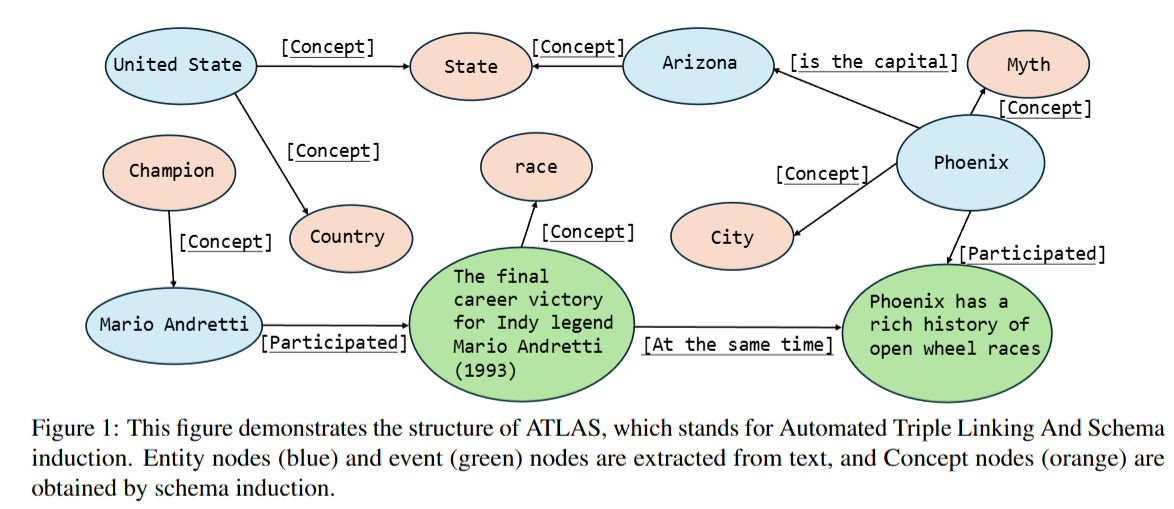 United State
[Concept]
State
[Concept]
Arizona
[is the capital]
Myth
[Concept]
Champion
[Concept]
race
[Concept]
Phoenix
[Concept]
Country
[Concept]
City
[Participated]
Mario Andretti
[Participated]
The final
career victory
for Indy legend
Mario Andretti
(1993)
[At the same time]
Phoenix has a
rich history of
open wheel races
Figure 1: This figure demonstrates the structure of ATLAS, which stands for Automated Triple Linking And Schema
induction. Entity nodes (blue) and event (green) nodes are extracted from text, and Concept nodes (orange) are
obtained by schema induction.